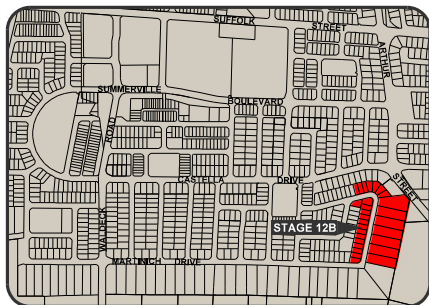 SUFFOLK
STREET
ARTHUR
SUMMERVILLE
BOULEVARD
ROAD
CASTELLA
DRIVE
STREET
WALDECK
STAGE 12B
MARTINICH DRIVE